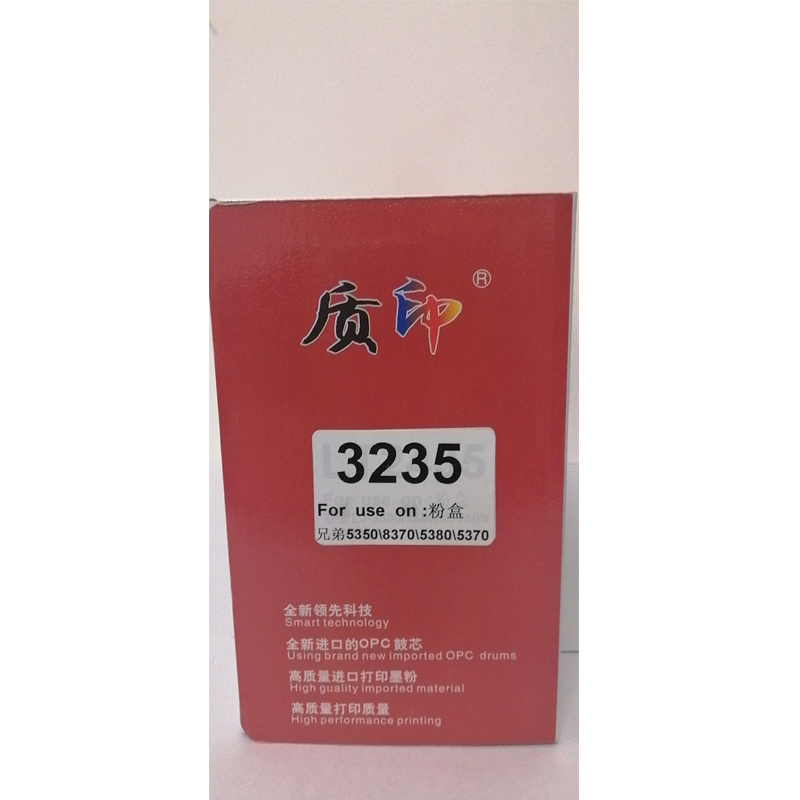 质印®
3235
For use on :粉盒
兄弟5350\8370\5380\5370
全新领先科技
Smart technology
全新进口的OPC鼓芯
Using brand new imported OPC drums
高质量进口打印墨粉
High guality imported material
高质量打印质量
High performance printing